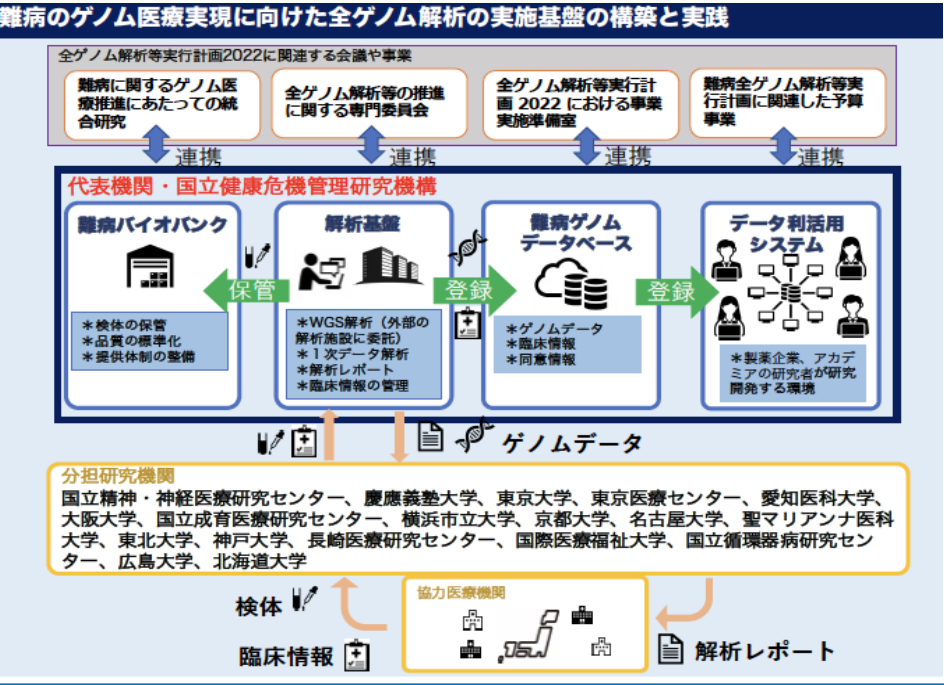 難病のゲノム医療実現に向けた全ゲノム解析の実施基盤の構築と実践
全ゲノム解析等実行計画2022に関連する会議や事業
難病に関するゲノム医
療推進にあたっての統
合研究
全ゲノム解析等の推進
に関する専門委員会
全ゲノム解析等実行計
画 2022 における事業
実施準備室
難病全ゲノム解析等実
行計画に関連した予算
事業
連携
連携
連携
連携
代表機関・国立健康危機管理研究機構
難病バイオバンク
＊検体の保管
＊品質の標準化
＊提供体制の整備
保管
解析基盤
＊WGS解析（外部の
解析施設に委託）
＊１次データ解析
＊解析レポート
＊臨床情報の管理
登録
難病ゲノム
データベース
＊ゲノムデータ
＊臨床情報
＊同意情報
登録
データ利活用
システム
＊製薬企業、アカデ
ミアの研究者が研究
開発する環境
ゲノムデータ
分担研究機関
国立精神・神経医療研究センター、慶應義塾大学、東京大学、東京医療センター、愛知医科大学、
大阪大学、国立成育医療研究センター、横浜市立大学、京都大学、名古屋大学、聖マリアンナ医科
大学、東北大学、神戸大学、長崎医療研究センター、国際医療福祉大学、国立循環器病研究セン
ター、広島大学、北海道大学
検体
臨床情報
協力医療機関
解析レポート